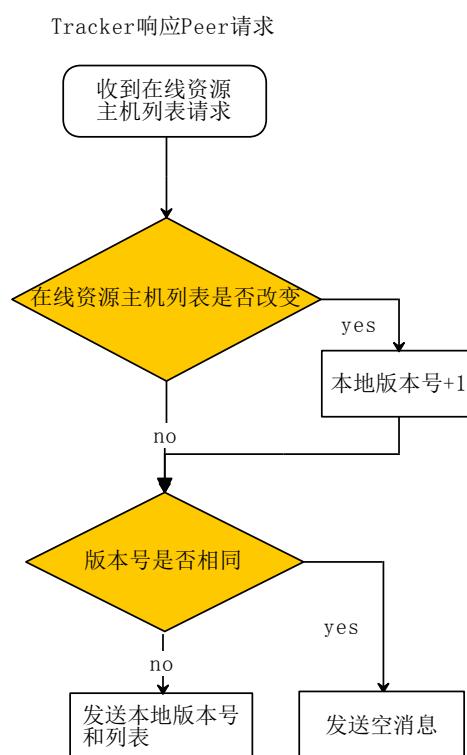 Tracker响应Peer请求
收到在线资源
主机列表请求
在线资源主机列表是否改变
yes
本地版本号+1
no
版本号是否相同
yes
no
发送本地版本号
和列表
发送空消息